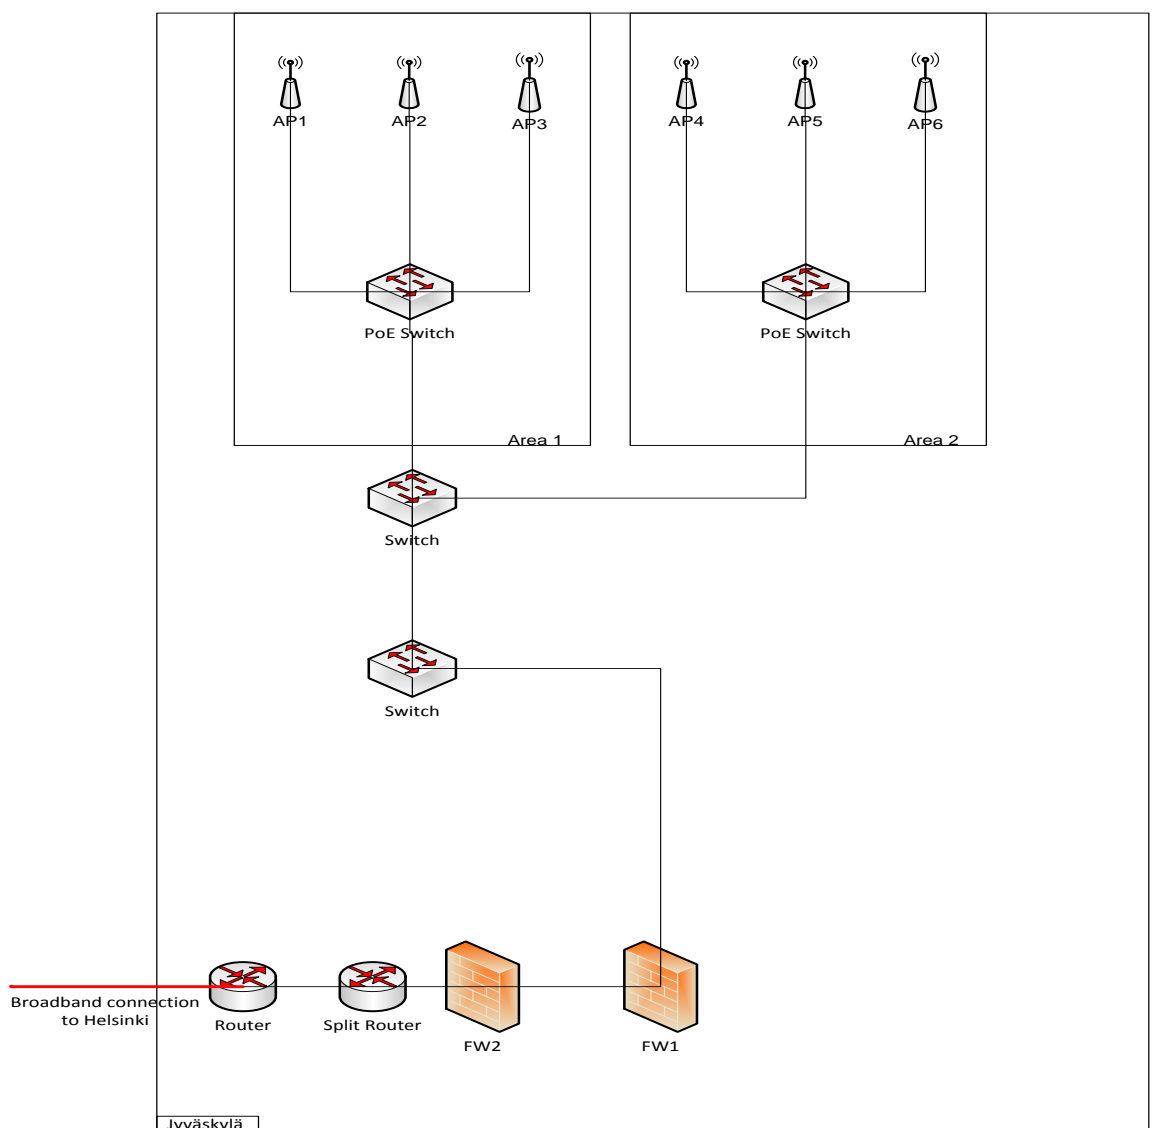 AP1
AP2
AP3
AP4
AP5
AP6
PoE Switch
PoE Switch
Area 1
Area 2
Switch
Switch
Broadband connection
to Helsinki
Router
Split Router
FW2
FW1
Jyväskylä